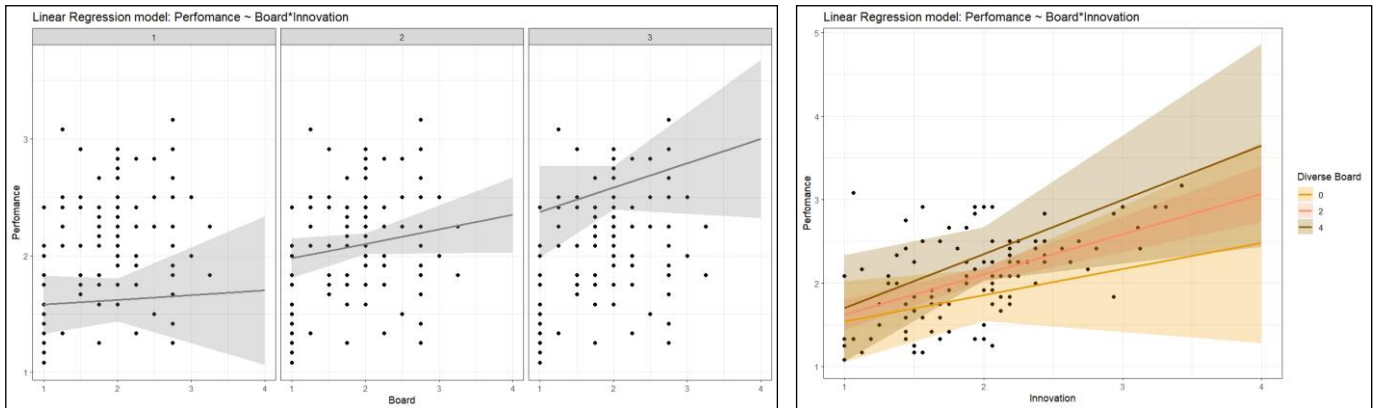 Linear Regression model: Perfomance ~ Board*Innovation
1 2 3
3
2
1
Perfomance
1 2 3 4 1 2 3 4 1 2 3 4
Board
Linear Regression model: Perfomance ~ Board*Innovation
5
4
3
2
1
Perfomance
1 2 3 4
Innovation
Diverse Board
0
2
4